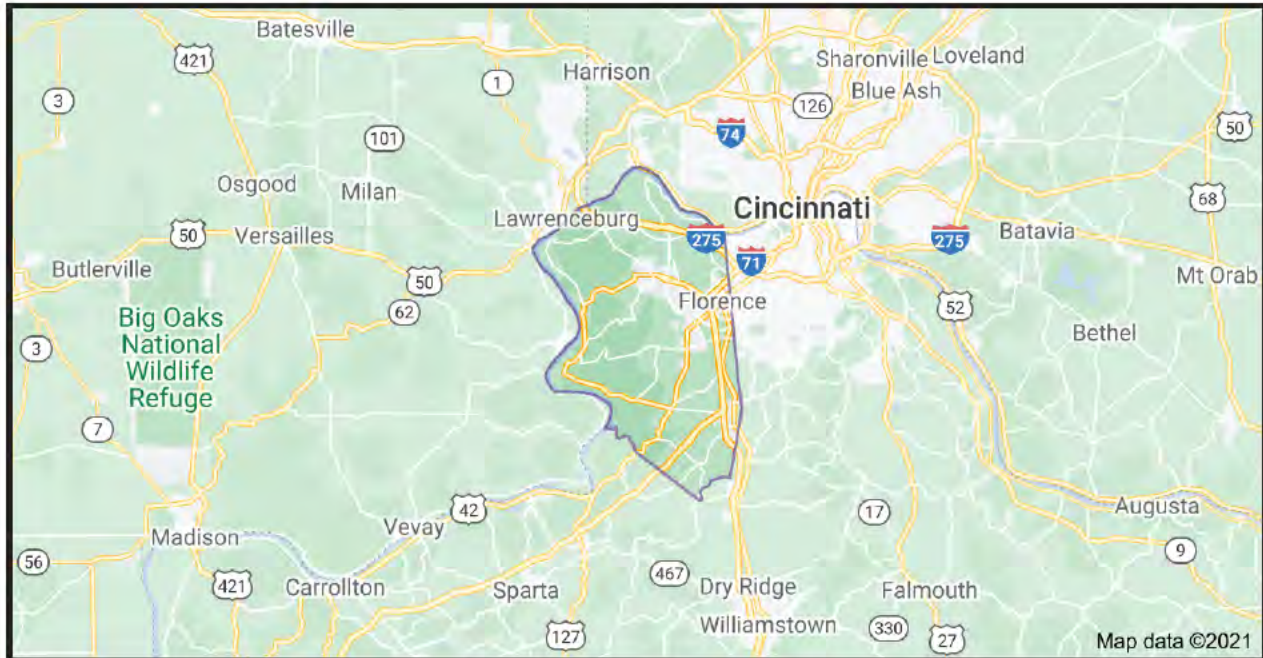 Batesville
421
3
1
Harrison
Sharonville
Loveland
Blue Ash
126
74
50
101
Osgood
Milan
68
Lawrenceburg
Cincinnati
50
Versailles
275
71
275
Batavia
Butlerville
50
Mt Orab
Florence
62
52
Big Oaks
National
Wildlife
Refuge
Bethel
3
7
42
17
Augusta
Vevay
Madison
9
56
421
Carrollton
Sparta
467
Dry Ridge
Falmouth
127
Williamstown
330
27
Map data ©2021